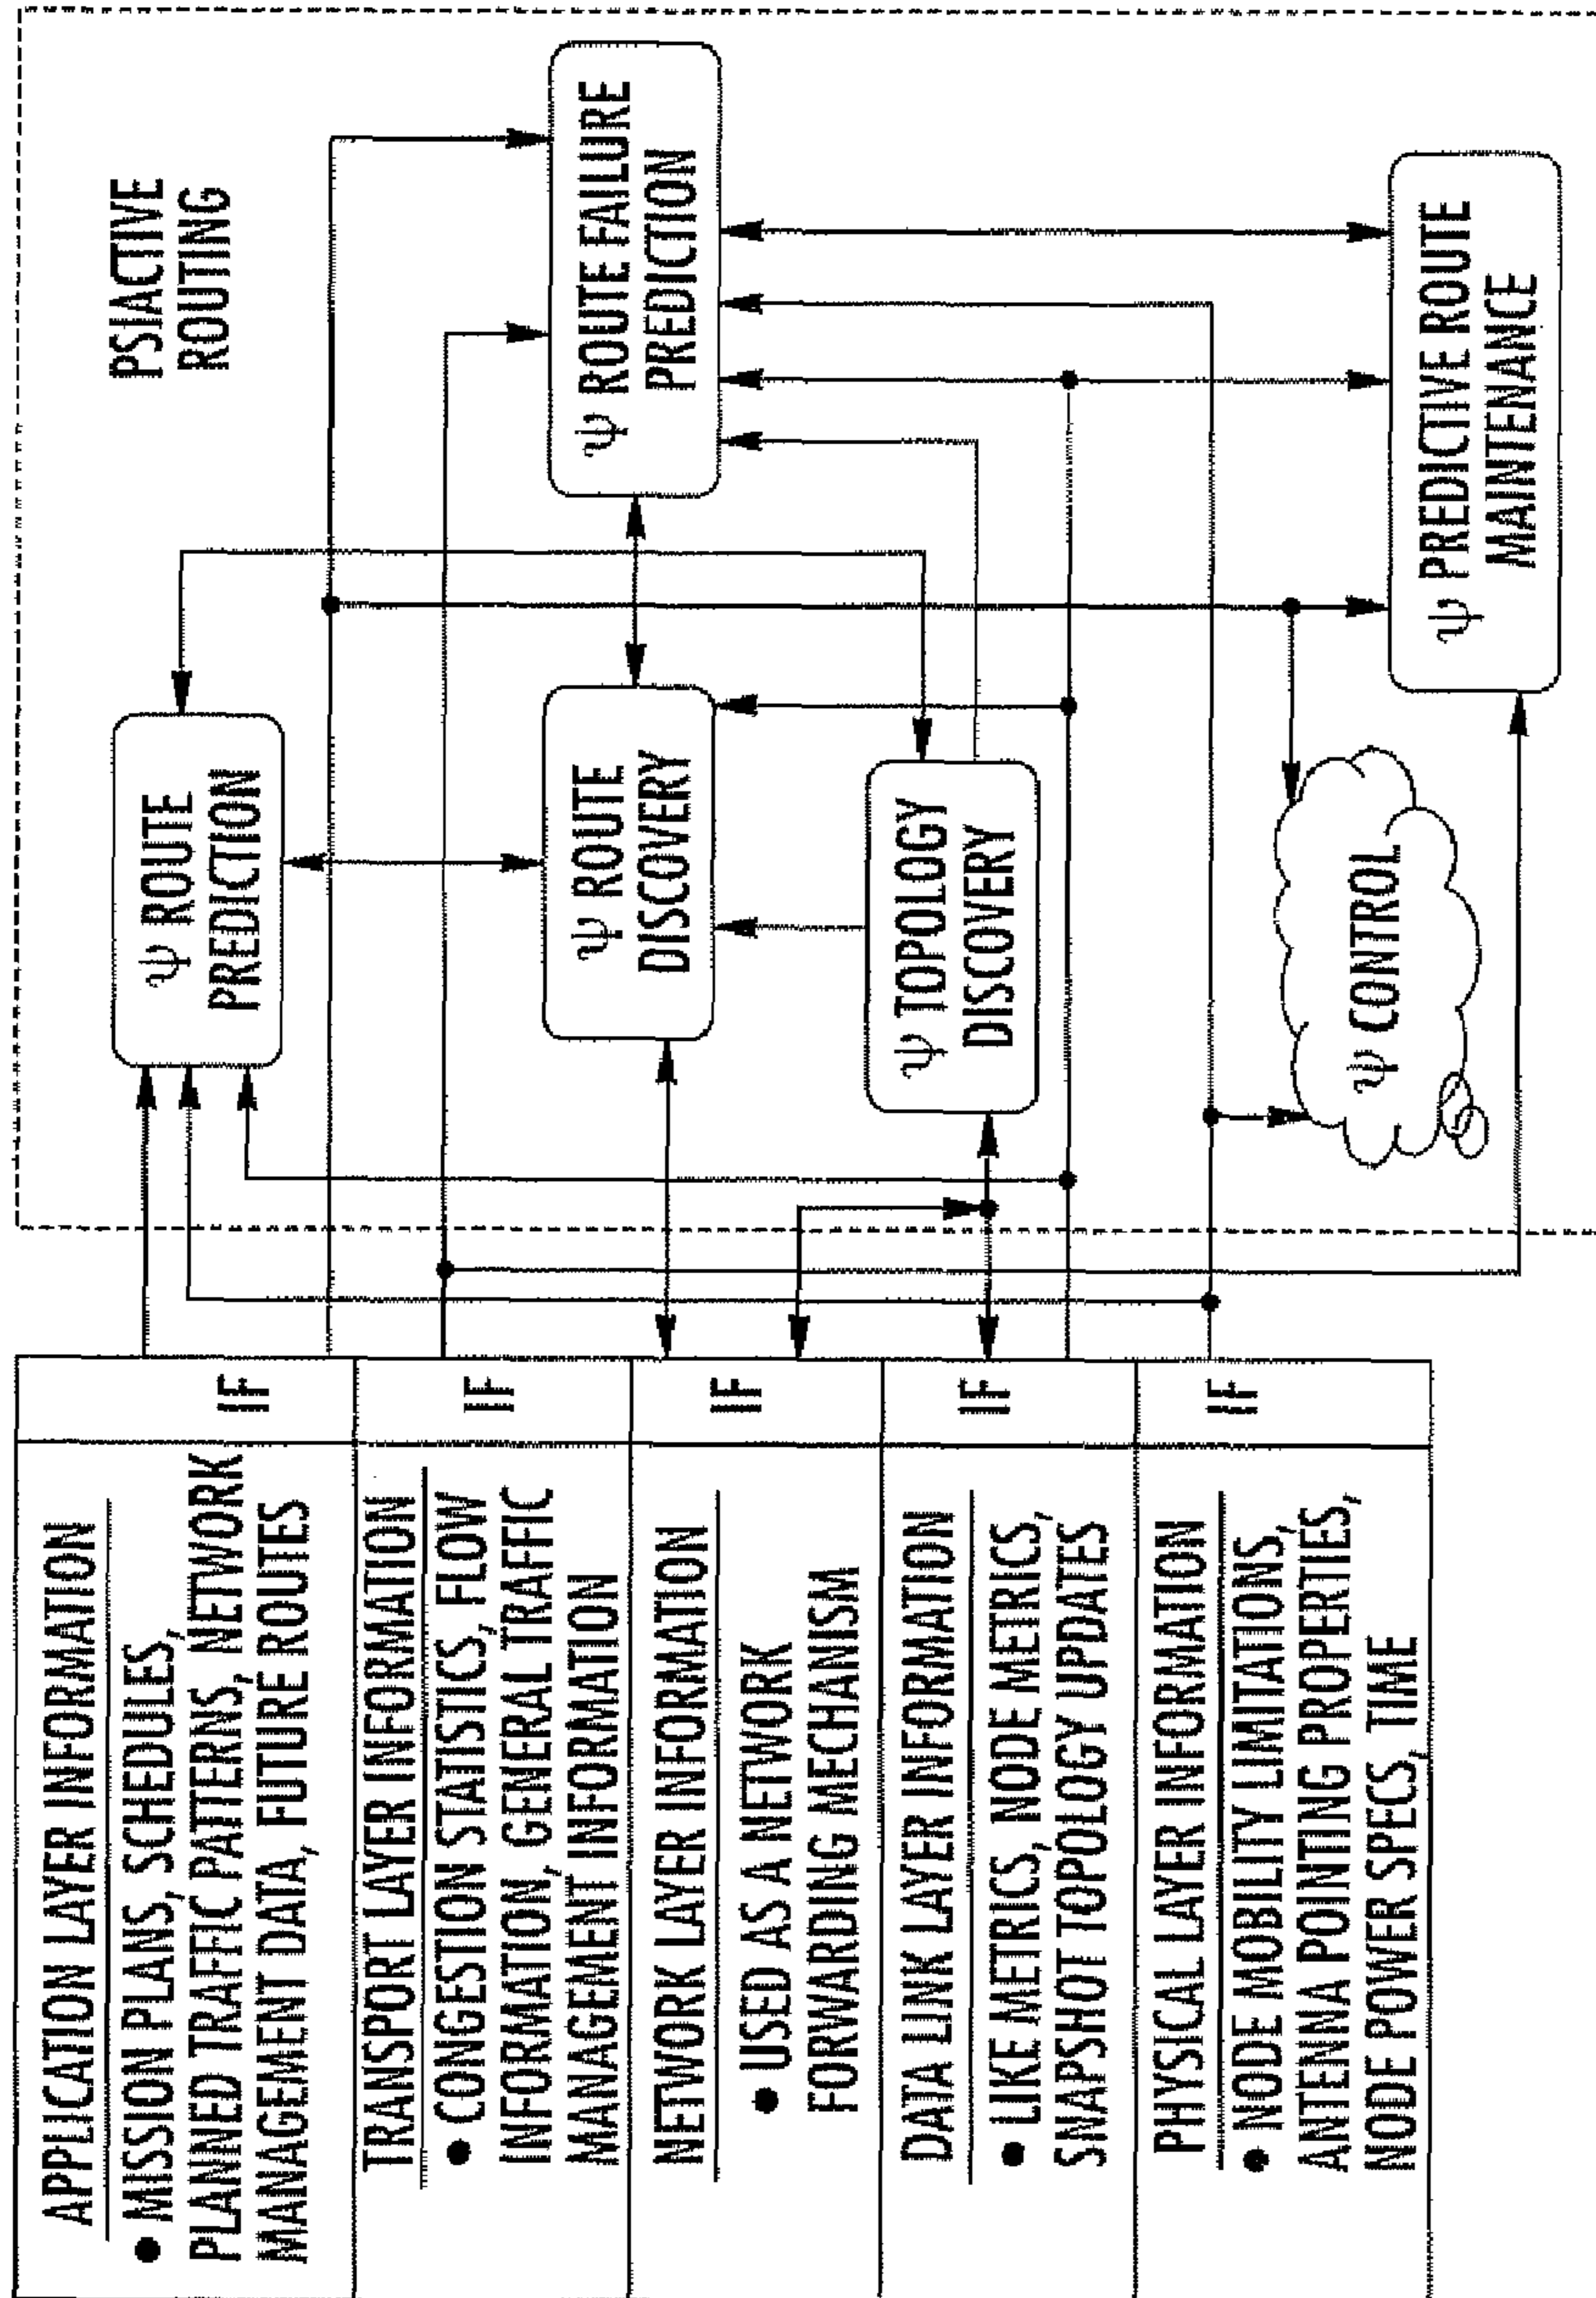 APPLICATION LAYER INFORMATION
• MISSION PLANS, SCHEDULES,
PLANNED TRAFFIC PATTERNS, NETWORK
MANAGEMENT DATA, FUTURE ROUTES
IF
TRANSPORT LAYER INFORMATION
• CONGESTION STATISTICS, FLOW
INFORMATION, GENERAL TRAFFIC
MANAGEMENT INFORMATION
IF
NETWORK LAYER INFORMATION
• USED AS A NETWORK
FORWARDING MECHANISM
IF
DATA LINK LAYER INFORMATION
• LIKE METRICS, NODE METRICS,
SNAPSHOT TOPOLOGY UPDATES
IF
PHYSICAL LAYER INFORMATION
• NODE MOBILITY LIMITATIONS,
ANTENNA POINTING PROPERTIES,
NODE POWER SPECS, TIME
IF
PSIACTIVE
ROUTING
ψ ROUTE
PREDICTION
ψ ROUTE
DISCOVERY
ψ TOPOLOGY
DISCOVERY
ψ CONTROL
ψ ROUTE FAILURE
PREDICTION
ψ PREDICTIVE ROUTE
MAINTENANCE